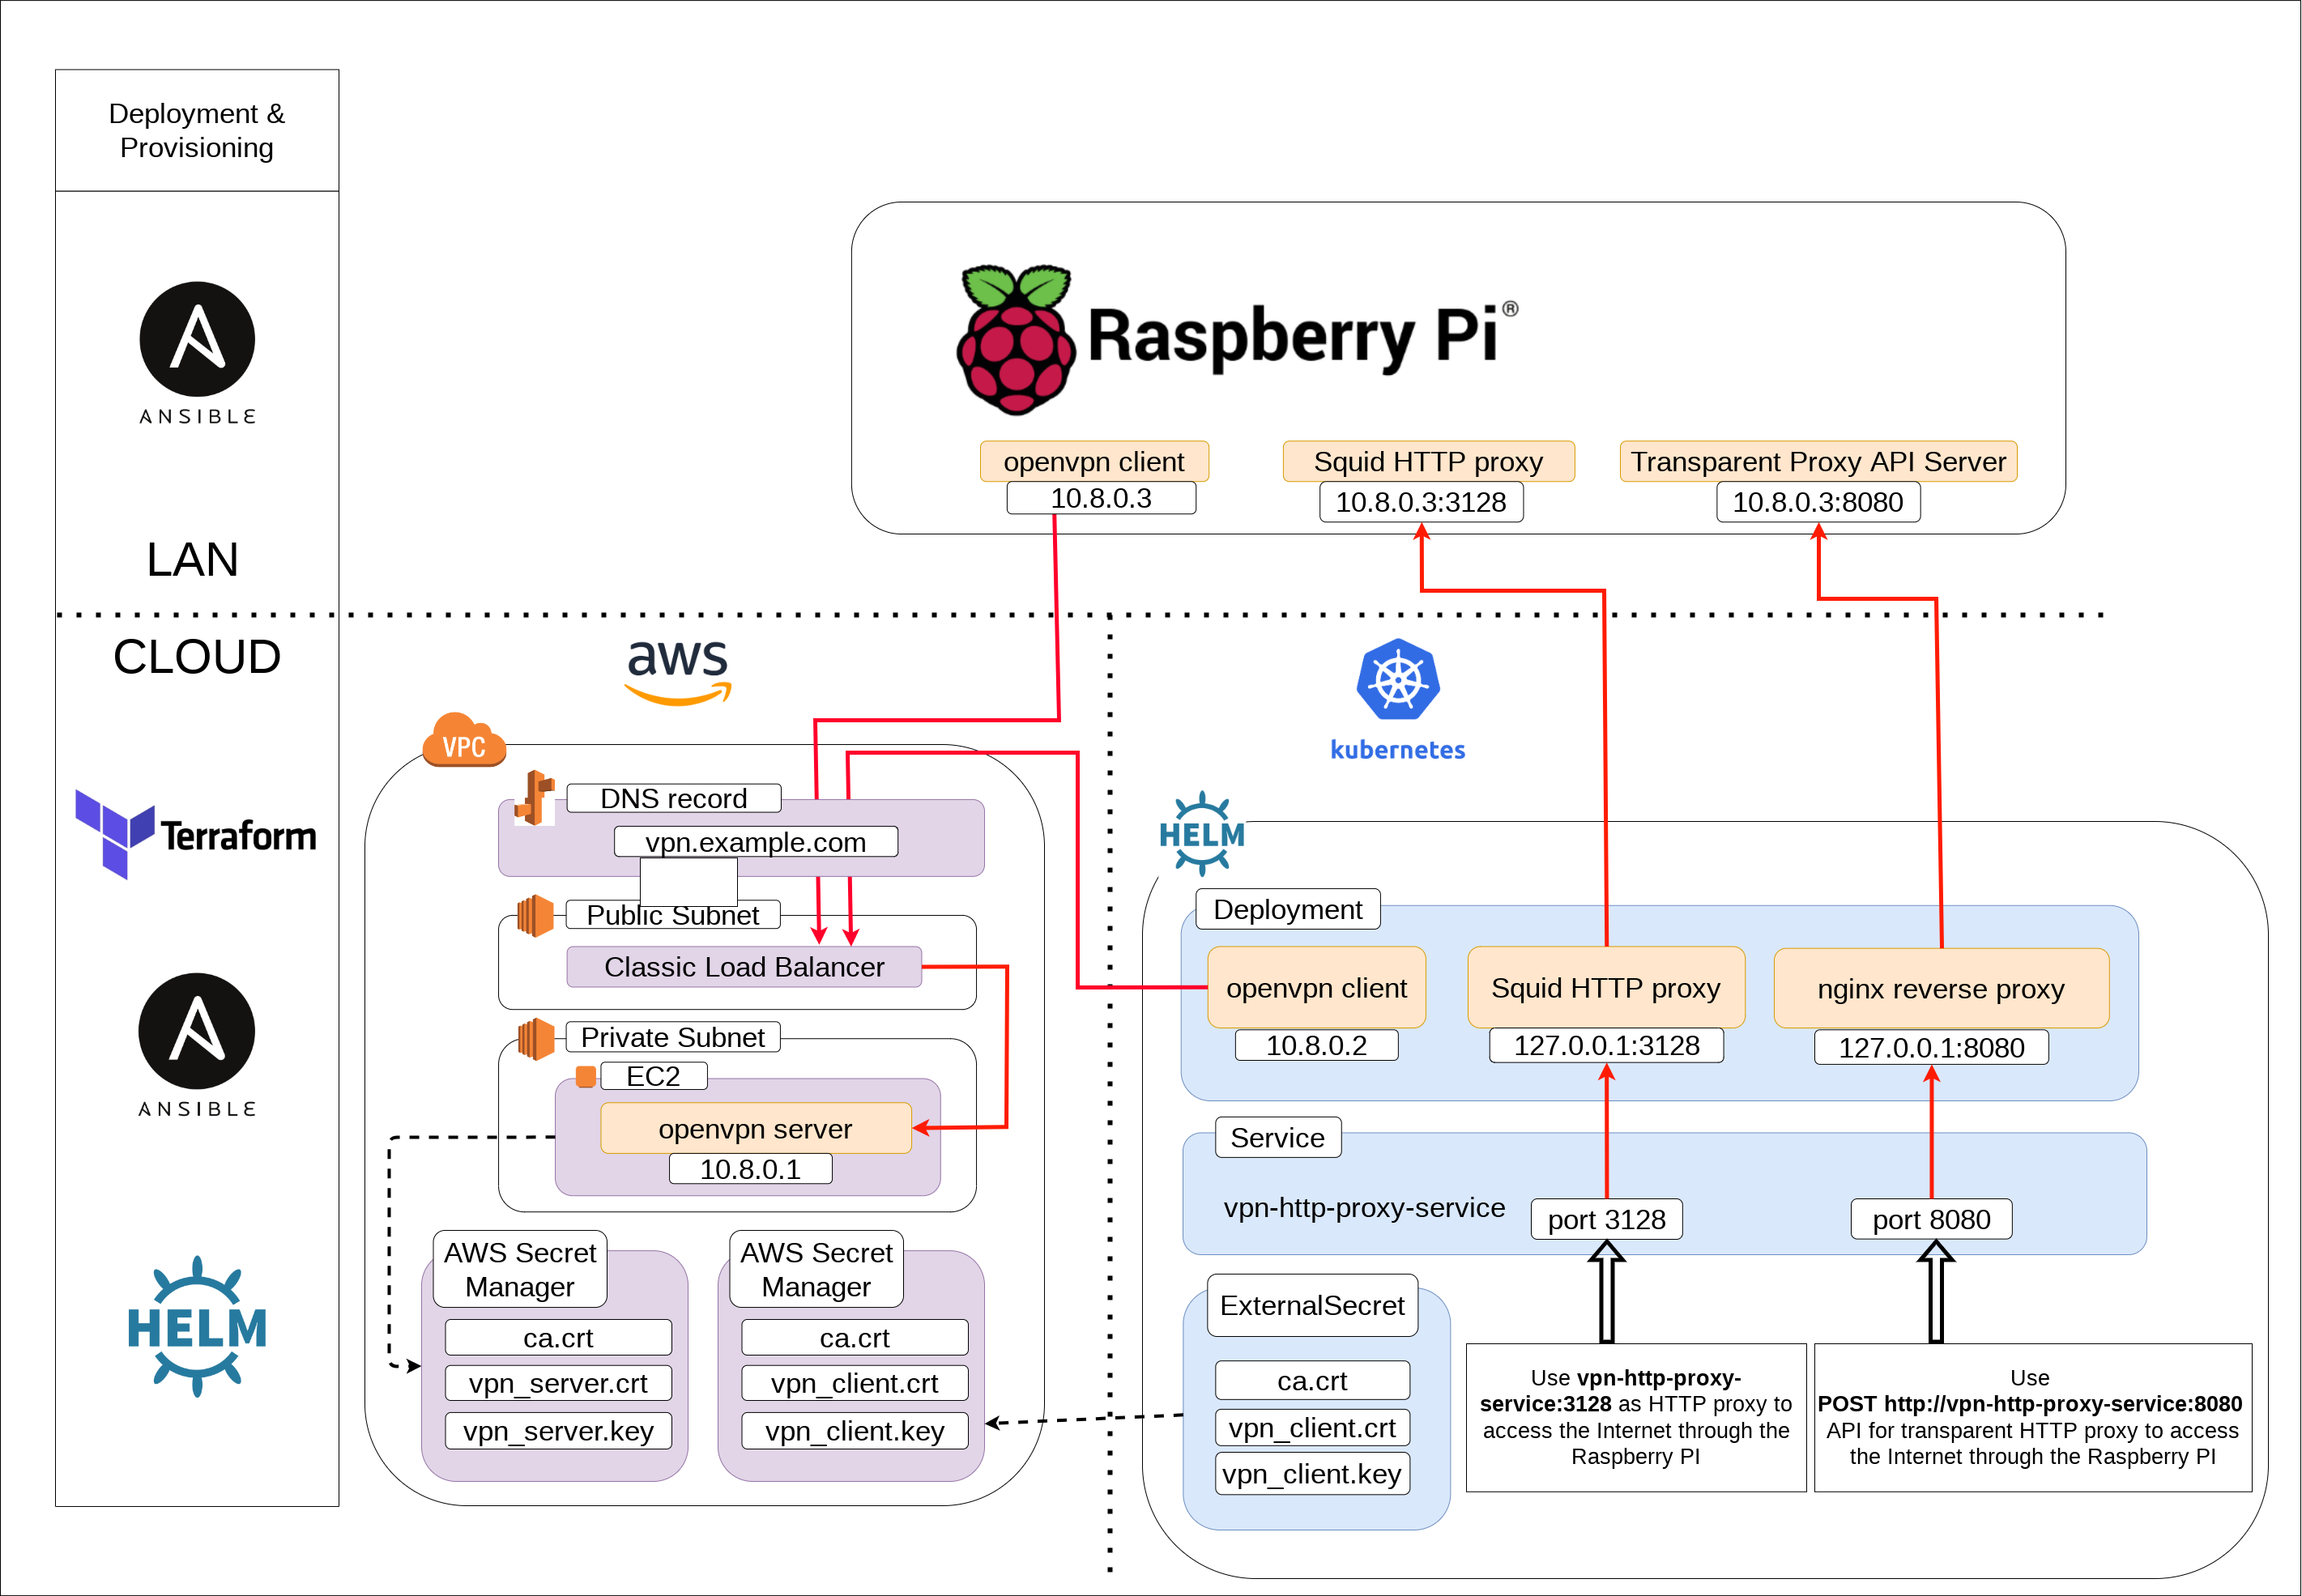 Deployment &
Provisioning
ANSIBLE
LAN
CLOUD
Terraform
ANSIBLE
HELM
Raspberry Pi®
openvpn client
10.8.0.3
Squid HTTP proxy
10.8.0.3:3128
Transparent Proxy API Server
10.8.0.3:8080
aws
VPC
DNS record
vpn.example.com
Public Subnet
Classic Load Balancer
Private Subnet
EC2
openvpn server
10.8.0.1
AWS Secret
Manager
ca.crt
vpn_server.crt
vpn_server.key
AWS Secret
Manager
ca.crt
vpn_client.crt
vpn_client.key
kubernetes
HELM
Deployment
openvpn client
10.8.0.2
Squid HTTP proxy
127.0.0.1:3128
nginx reverse proxy
127.0.0.1:8080
Service
vpn-http-proxy-service
port 3128
port 8080
ExternalSecret
ca.crt
vpn_client.crt
vpn_client.key
Use vpn-http-proxy-
service:3128 as HTTP proxy to
access the Internet through the
Raspberry PI
Use
POST http://vpn-http-proxy-service:8080
API for transparent HTTP proxy to access
the Internet through the Raspberry PI